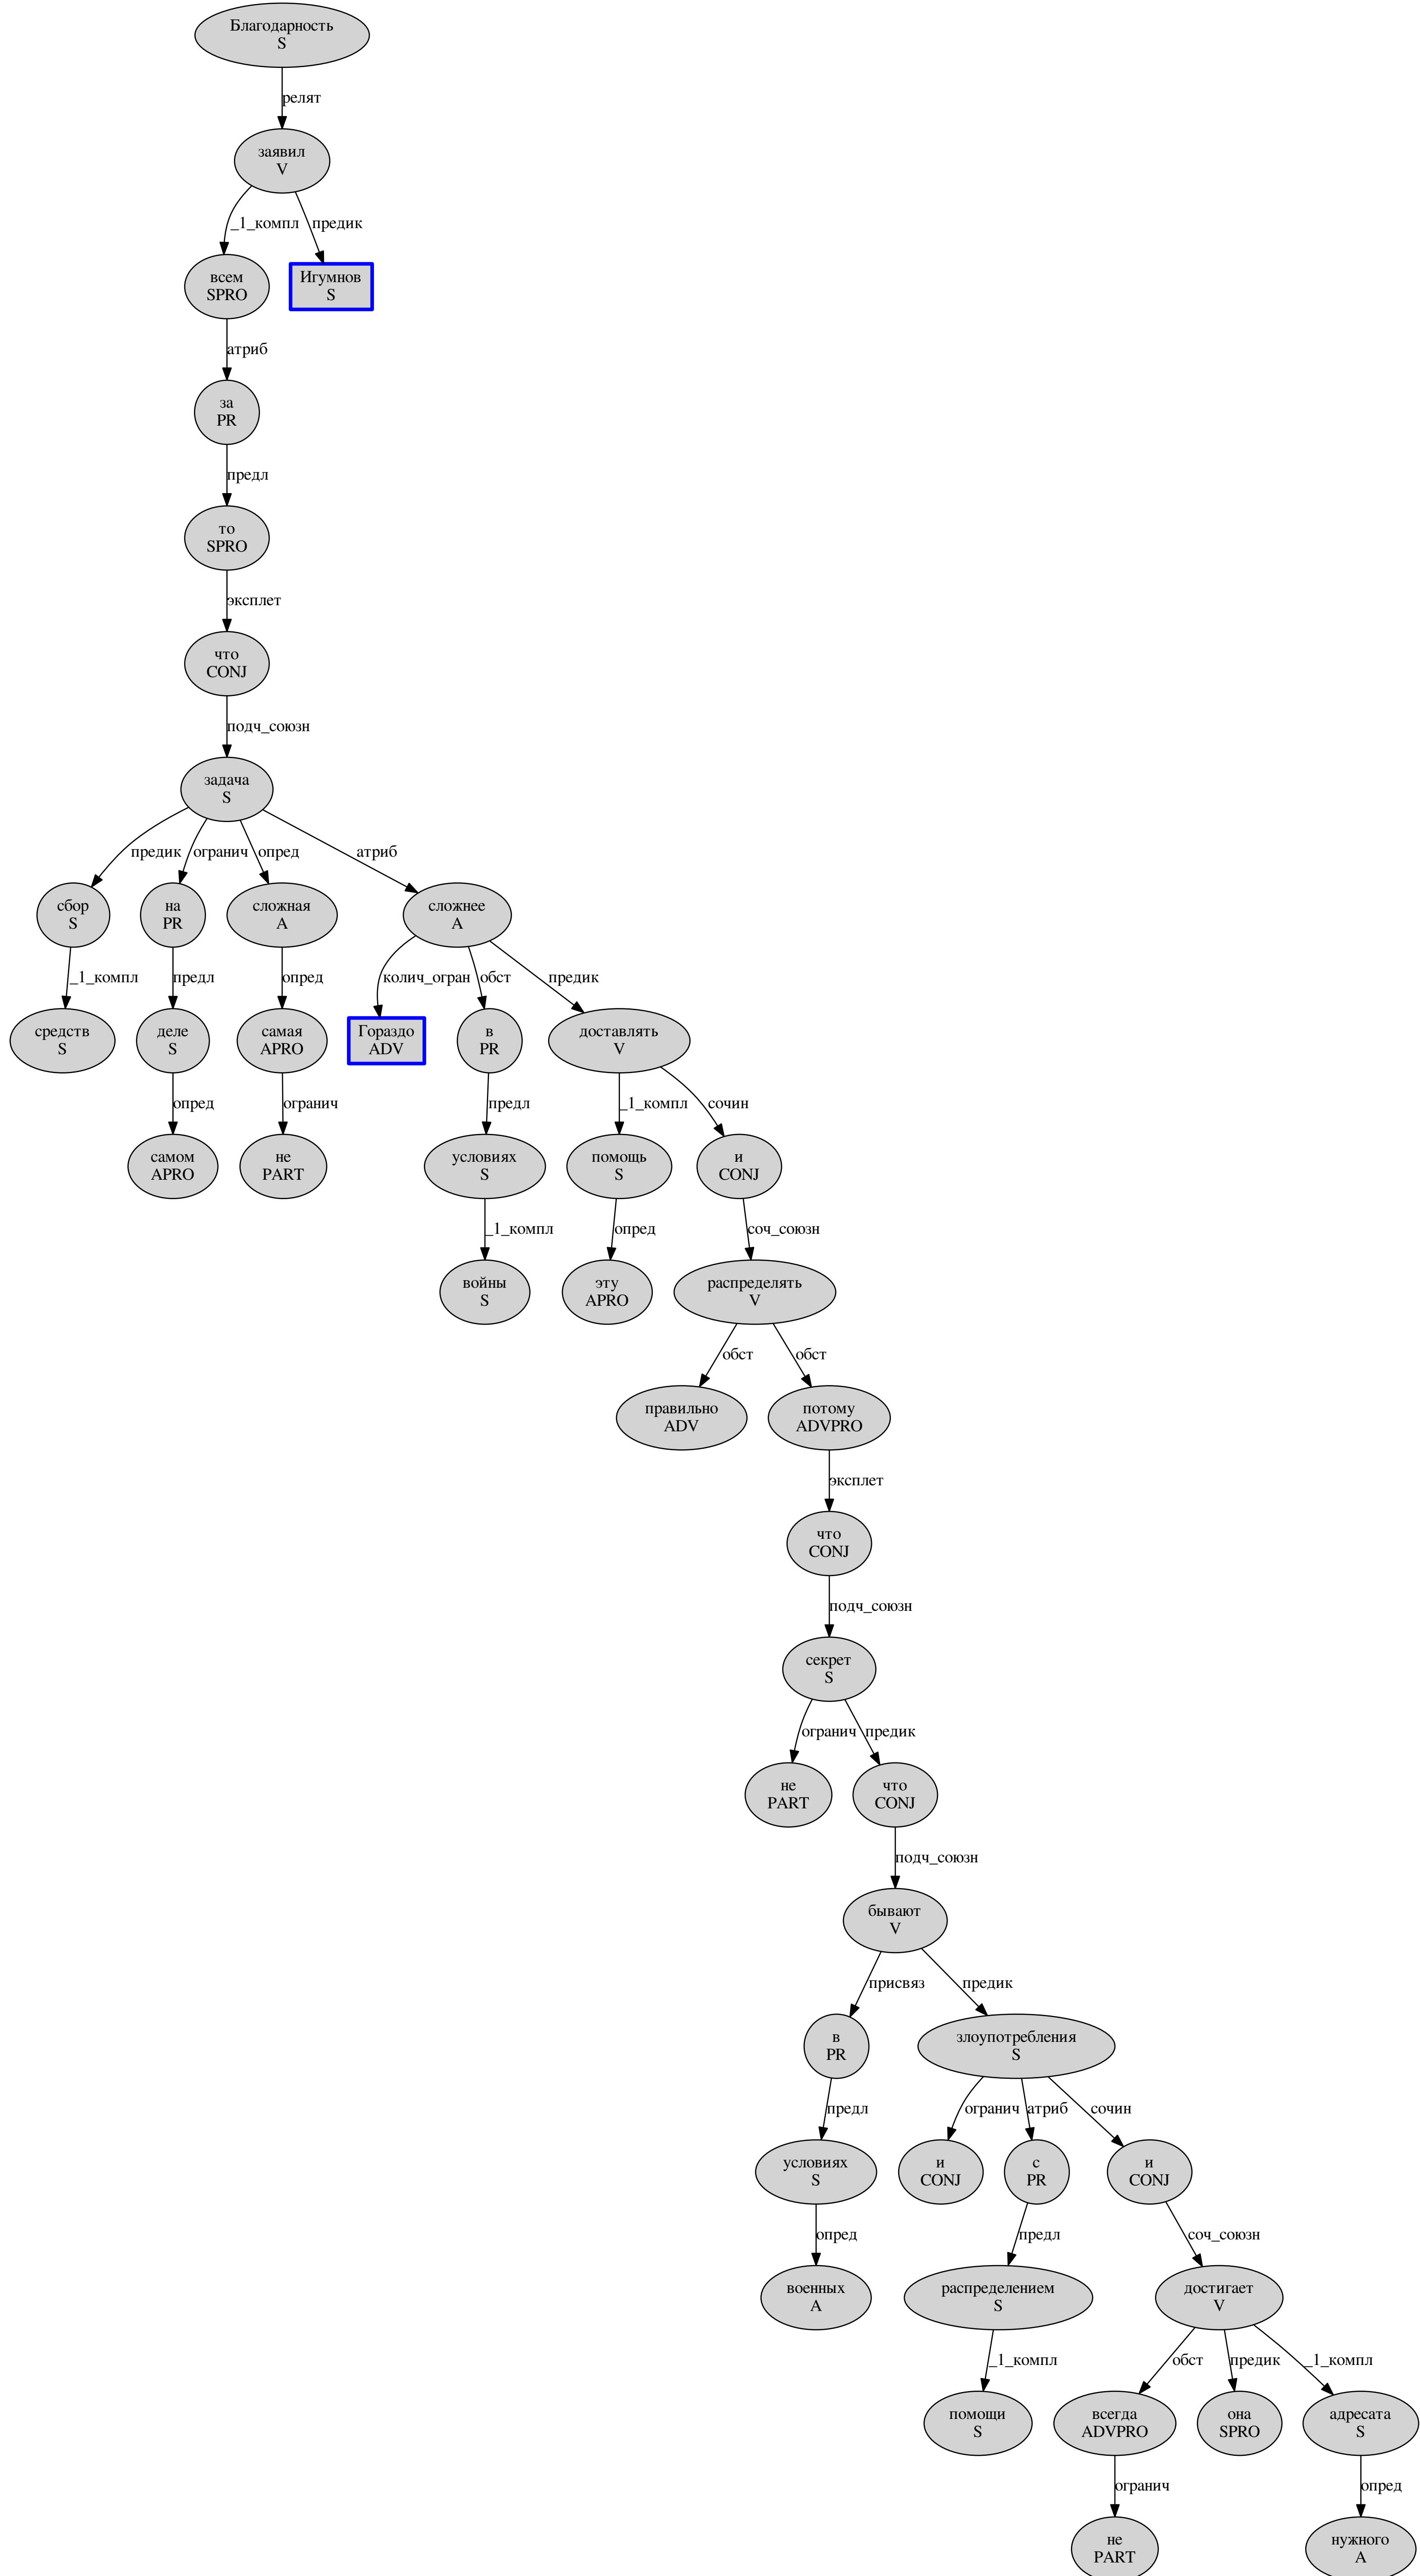 Благодарность
S
релят
заявил
V
_1_компл
предик
всем
SPRO
Игумнов
S
атриб
за
PR
предл
то
SPRO
эксплет
что
CONJ
подч_союзн
задача
S
предик
огранич
опред
атриб
сбор
S
на
PR
сложная
A
сложнее
A
_1_компл
предл
опред
колич_огран
обст
предик
средств
S
деле
S
самая
APRO
Гораздо
ADV
в
PR
доставлять
V
опред
огранич
предл
_1_компл
сочин
самом
APRO
не
PART
условиях
S
помощь
S
и
CONJ
_1_компл
опред
соч_союзн
войны
S
эту
APRO
распределять
V
обст
обст
правильно
ADV
потому
ADVPRO
эксплет
что
CONJ
подч_союзн
секрет
S
огранич
предик
не
PART
что
CONJ
подч_союзн
бывают
V
присвяз
предик
в
PR
злоупотребления
S
предл
огранич
атриб
сочин
условиях
S
и
CONJ
с
PR
и
CONJ
опред
предл
соч_союзн
военных
A
распределением
S
достигает
V
_1_компл
обст
предик
_1_компл
помощи
S
всегда
ADVPRO
она
SPRO
адресата
S
огранич
опред
не
PART
нужного
A